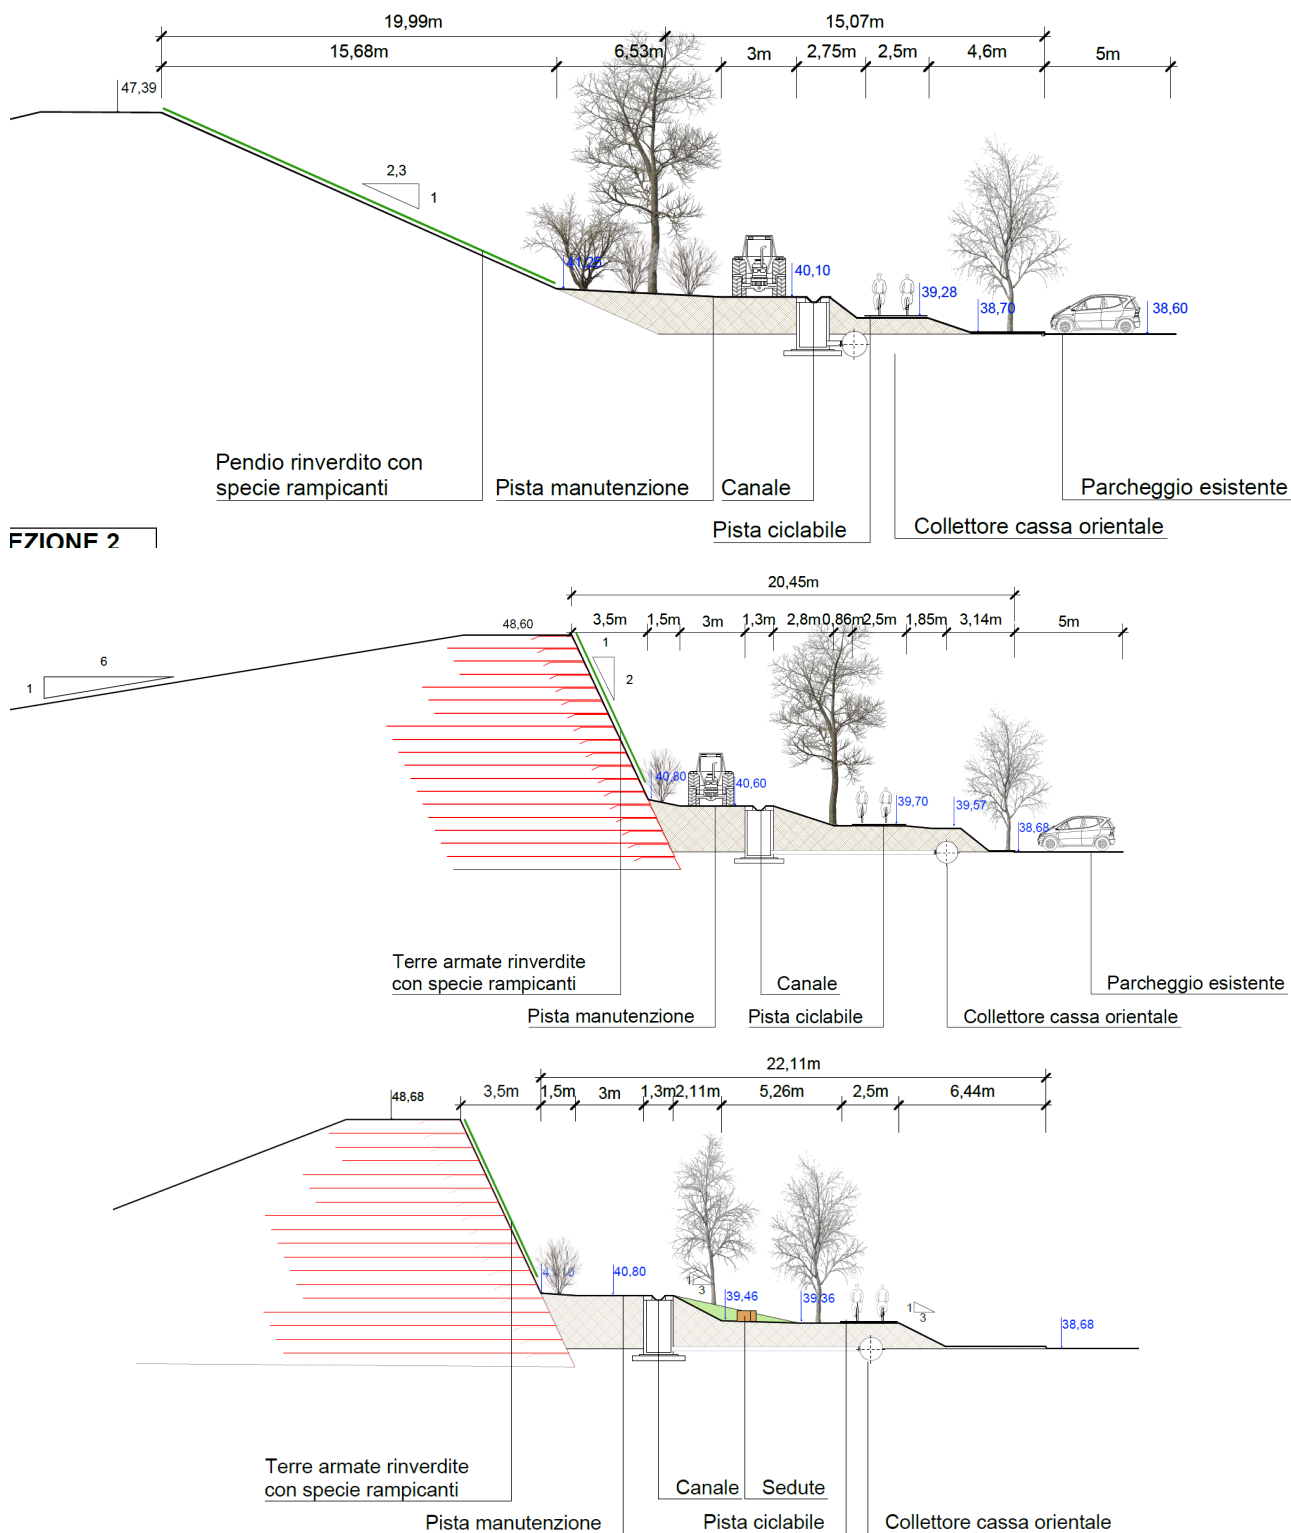 19,99m
15,07m
15,68m
6,53m
3m
2,75m
2,5m
4,6m
5m
47,39
2,3
1
41,25
40,10
39,28
38,70
38,60
Pendio rinverdito con
specie rampicanti
Pista manutenzione
Canale
Parcheggio esistente
Pista ciclabile
Collettore cassa orientale
EZIONE 2
20,45m
48,60
3,5m
1,5m
3m
1,3m
2,8m
0,86m
2,5m
1,85m
3,14m
5m
6
1
1
2
40,80
40,60
39,70
39,57
38,68
Terre armate rinverdite
con specie rampicanti
Canale
Parcheggio esistente
Pista manutenzione
Pista ciclabile
Collettore cassa orientale
22,11m
48,68
3,5m
1,5m
3m
1,3m
2,11m
5,26m
2,5m
6,44m
40,80
1
3
39,46
39,36
1
3
38,68
Terre armate rinverdite
con specie rampicanti
Canale
Sedute
Pista manutenzione
Pista ciclabile
Collettore cassa orientale